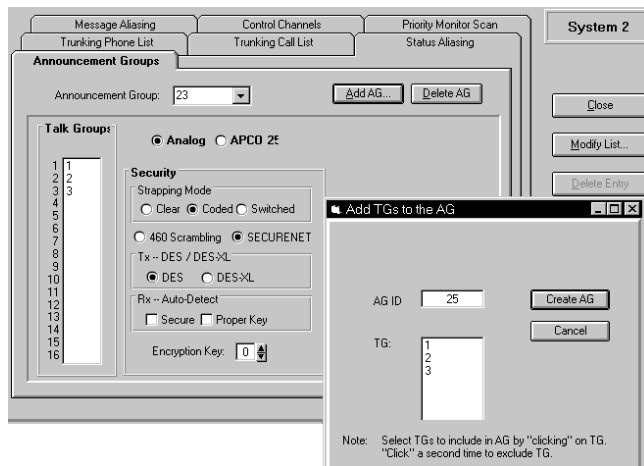 Message Aliasing
Control Channels
Priority Monitor Scan
Trunking Phone List
Trunking Call List
Status Aliasing
Announcement Groups
System 2
Announcement Group: 23
Add AG...
Delete AG
Close
Modify List...
Delete Entry
Talk Groups
Analog
APCO 25
1 1
2 2
3 3
4
5
6
7
8
9
10
11
12
13
14
15
16
Security
Strapping Mode
Clear
Coded
Switched
460 Scrambling
SECURENET
Tx -- DES / DES-XL
DES
DES-XL
Rx -- Auto-Detect
Secure
Proper Key
Encryption Key: 0
Add TGs to the AG
AG ID 25
Create AG
Cancel
TG:
1
2
3
Note: Select TGs to include in AG by "clicking" on TG.
"Click" a second time to exclude TG.